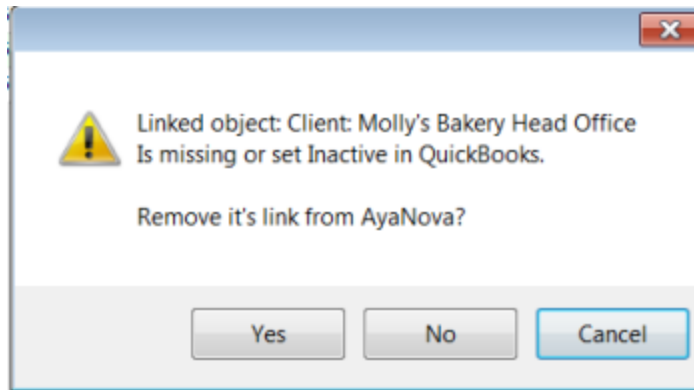 Linked object: Client: Molly's Bakery Head Office
Is missing or set Inactive in QuickBooks.
Remove it's link from AyaNova?
Yes No Cancel